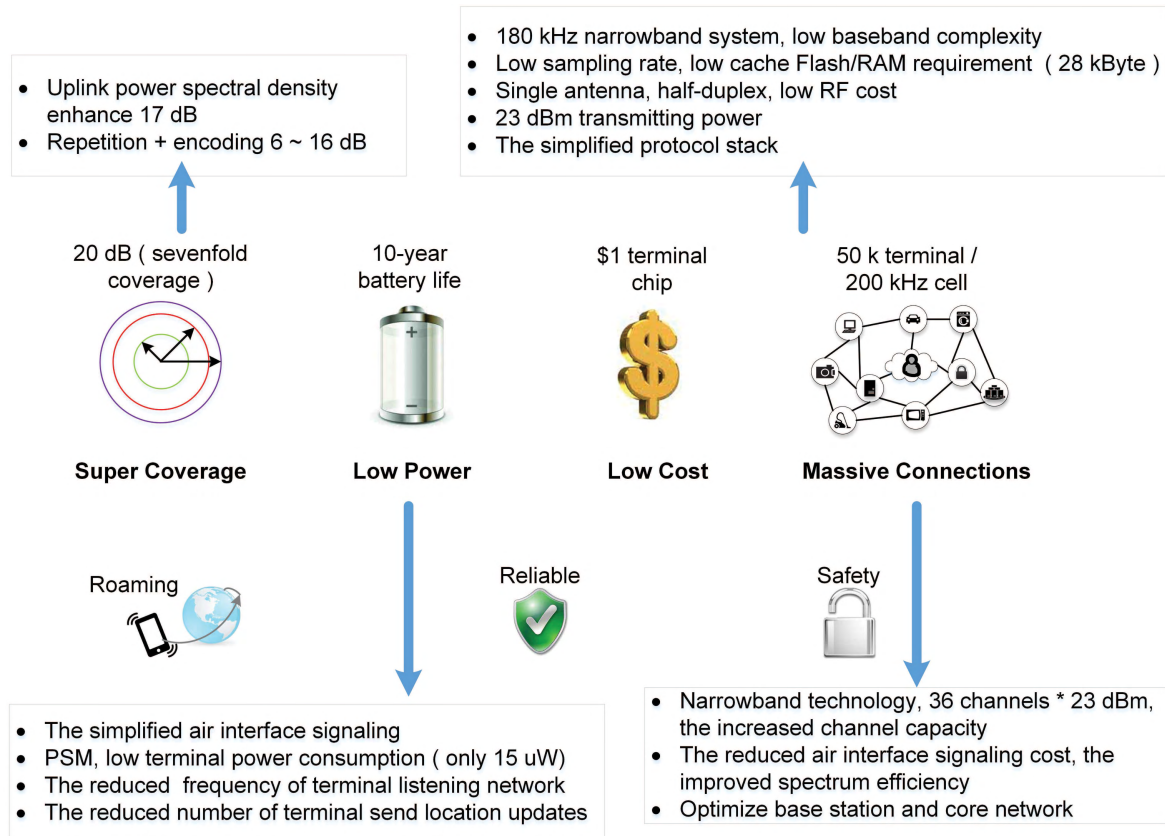 • Uplink power spectral density
enhance 17 dB
• Repetition + encoding 6 ~ 16 dB
• 180 kHz narrowband system, low baseband complexity
• Low sampling rate, low cache Flash/RAM requirement ( 28 kByte )
• Single antenna, half-duplex, low RF cost
• 23 dBm transmitting power
• The simplified protocol stack
20 dB ( sevenfold
coverage )
10-year
battery life
$1 terminal
chip
50 k terminal /
200 kHz cell
+
−
$
Super Coverage
Low Power
Low Cost
Massive Connections
Roaming
Reliable
Safety
• The simplified air interface signaling
• PSM, low terminal power consumption ( only 15 uW)
• The reduced frequency of terminal listening network
• The reduced number of terminal send location updates
• Narrowband technology, 36 channels * 23 dBm,
the increased channel capacity
• The reduced air interface signaling cost, the
improved spectrum efficiency
• Optimize base station and core network